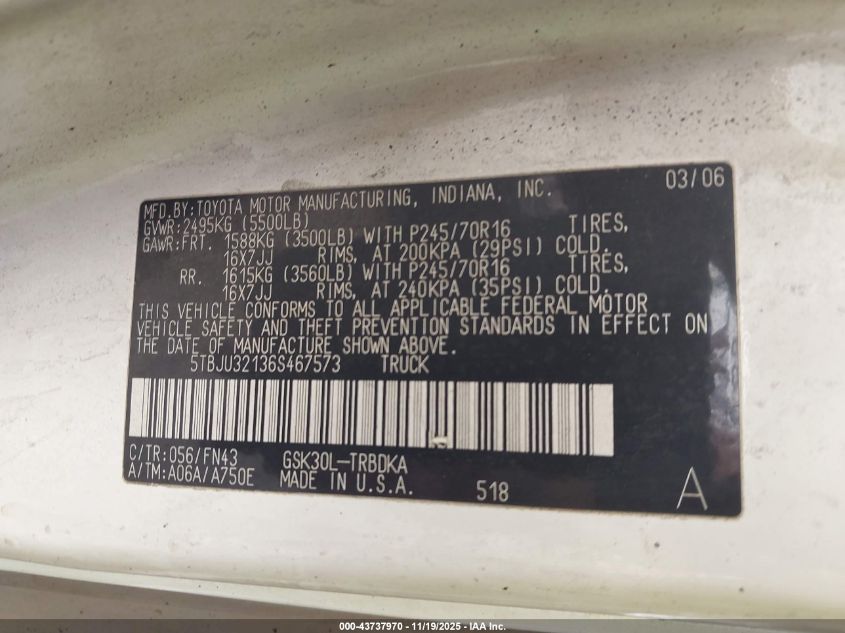 MFD.BY:TOYOTA MOTOR MANUFACTURING, INDIANA, INC. 03/06
GVWR:2495KG (5500LB)
GAWR:FRT. 1588KG (3500LB) WITH P245/70R16 TIRES,
16X7JJ RIMS, AT 200KPA (29PSI) COLD.
RR. 1615KG (3560LB) WITH P245/70R16 TIRES,
16X7JJ RIMS, AT 240KPA (35PSI) COLD.
THIS VEHICLE CONFORMS TO ALL APPLICABLE FEDERAL MOTOR
VEHICLE SAFETY AND THEFT PREVENTION STANDARDS IN EFFECT ON
THE DATE OF MANUFACTURE SHOWN ABOVE.
5TBJU32136S467573 TRUCK
C/TR:056/FN43 GSK30L-TRBDKA
A/TM:A06A/A750E MADE IN U.S.A. 518 A
000-43737970 - 11/19/2025 - IAA Inc.